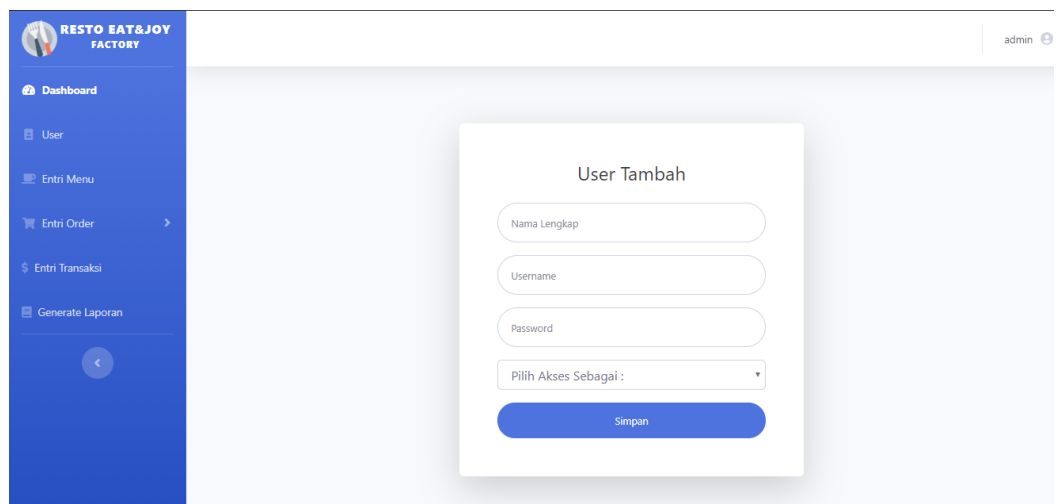 RESTO EAT&JOY
FACTORY
admin
Dashboard
User
Entri Menu
Entri Order
$ Entri Transaksi
Generate Laporan
User Tambah
Nama Lengkap
Username
Password
Pilih Akses Sebagai :
Simpan